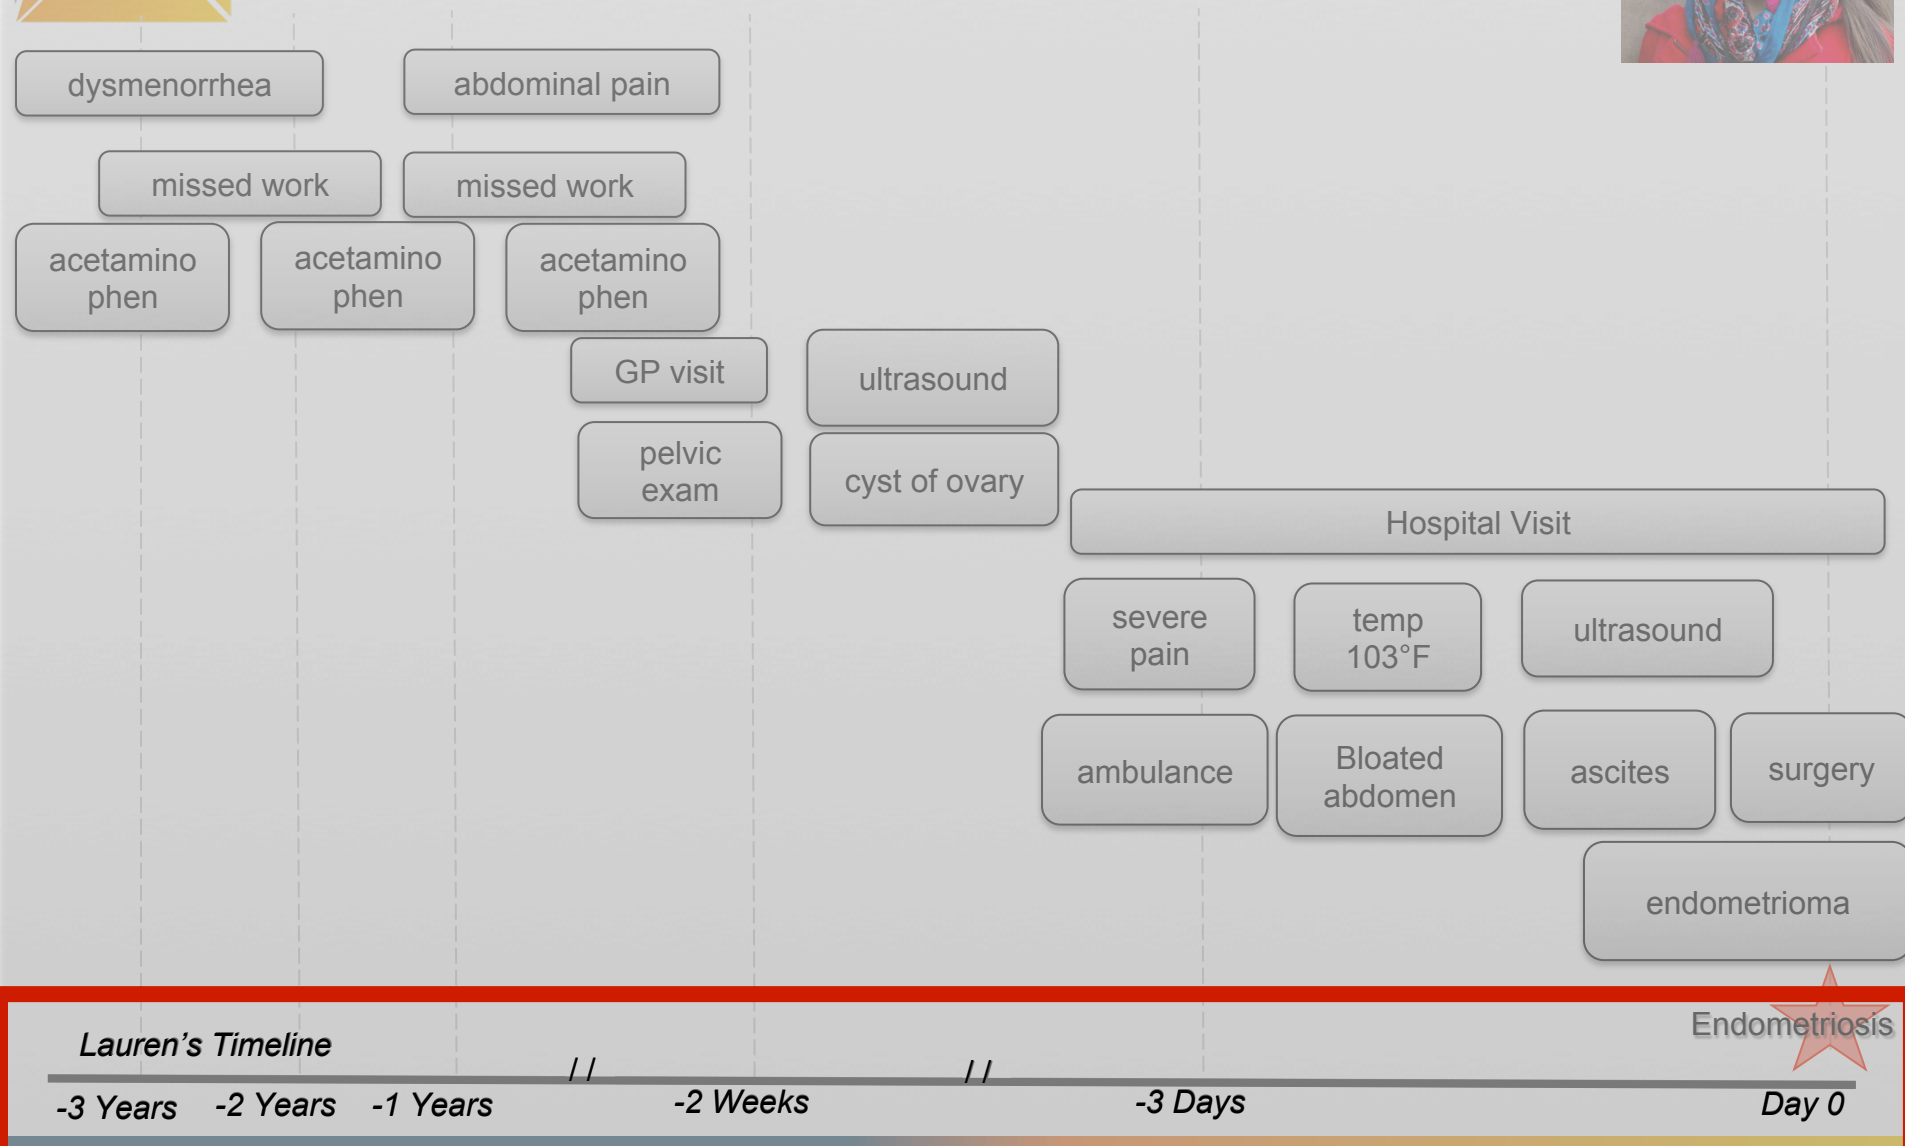 dysmenorrhea
abdominal pain
missed work
missed work
acetamino
phen
acetamino
phen
acetamino
phen
GP visit
ultrasound
pelvic
exam
cyst of ovary
Hospital Visit
severe
pain
temp
103°F
ultrasound
ambulance
Bloated
abdomen
ascites
surgery
endometrioma
Endometriosis
Lauren’s Timeline
/ /
/ /
-3 Years
-2 Years
-1 Years
-2 Weeks
-3 Days
Day 0